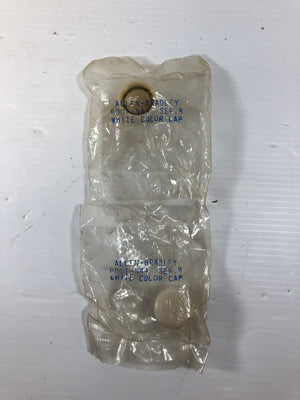 ALLEN-BRADLEY
SER.B
WHITE COLOR CAP
ALLEN-BRADLEY
SER. B
WHITE COLOR CAP